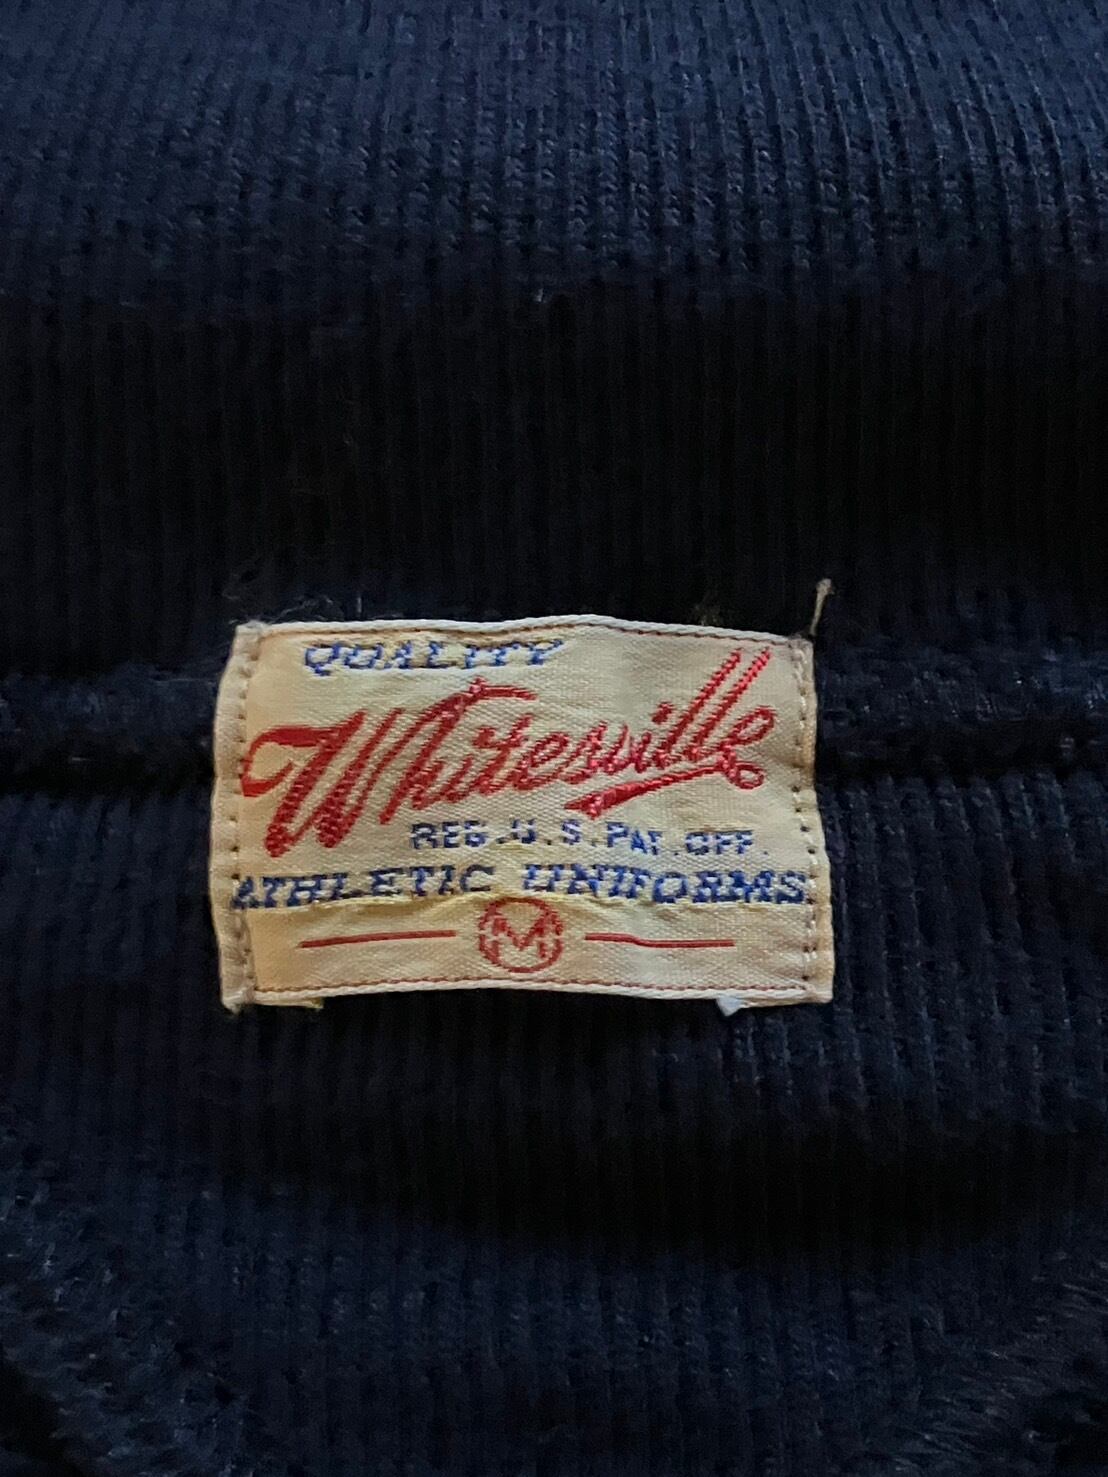 QUALITY
Whitesville
REG.U.S.PAT.OFF.
ATHLETIC UNIFORMS
M